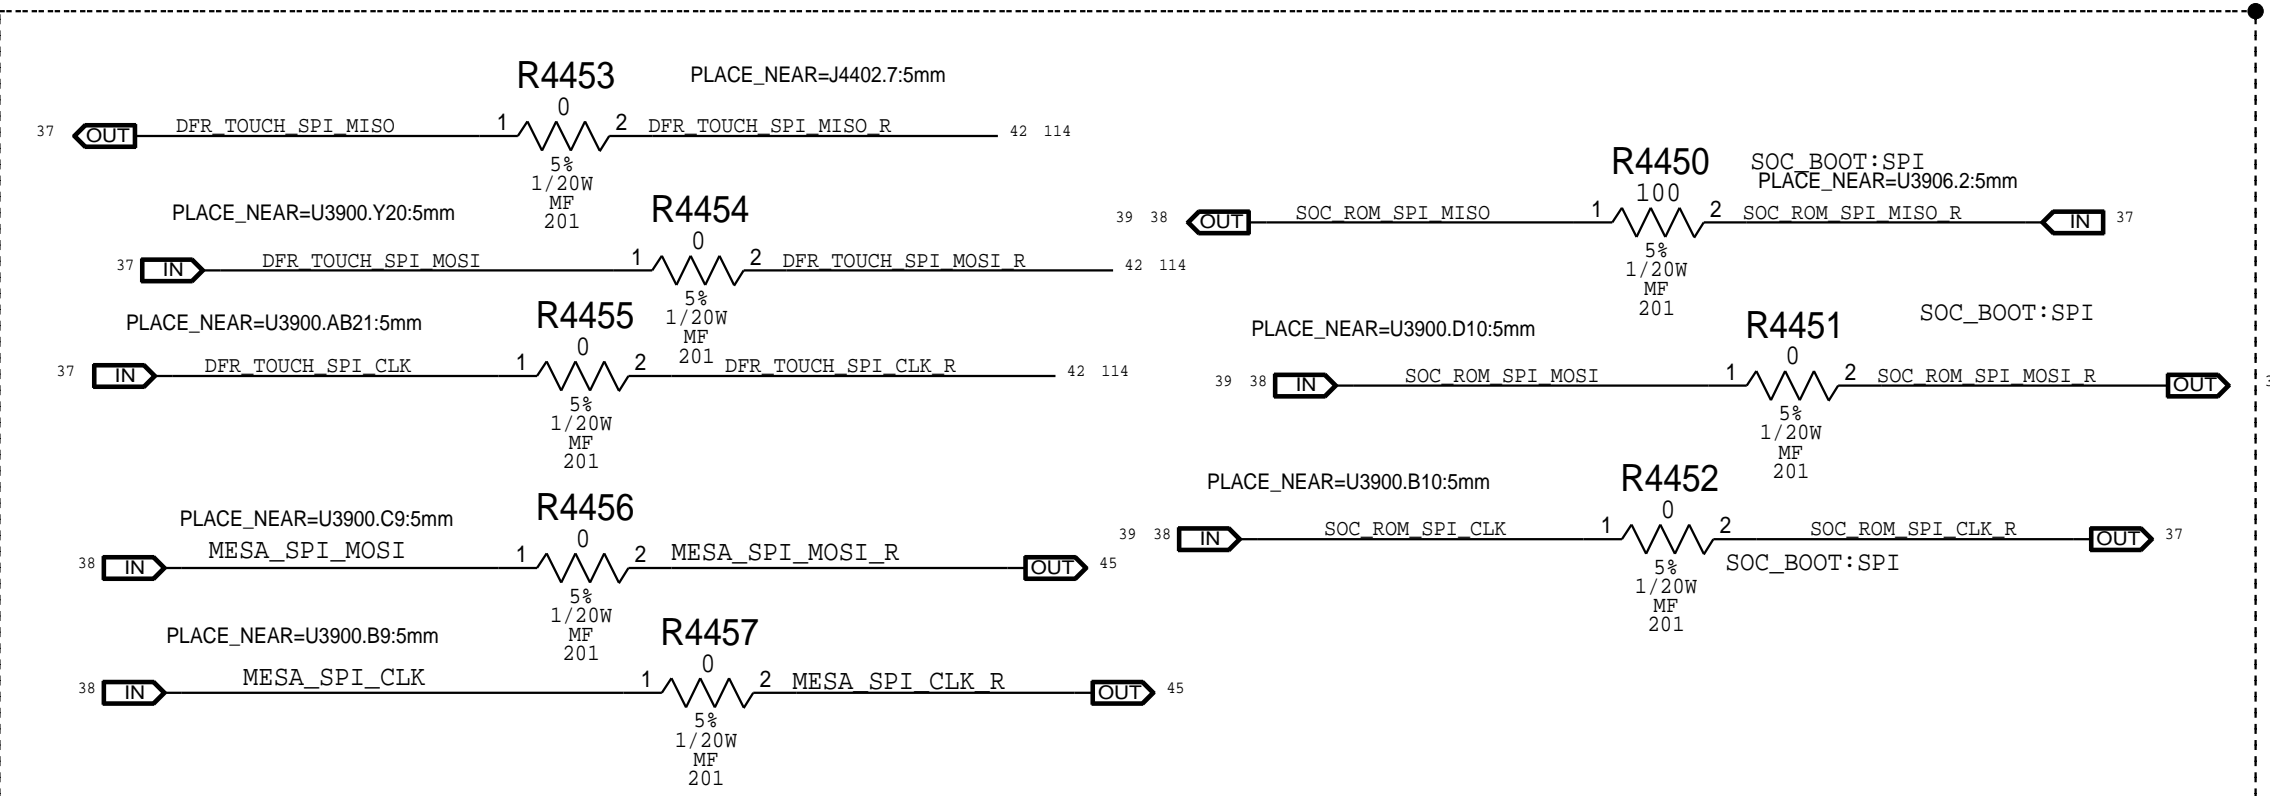 R4453
PLACE_NEAR=J4402.7:5mm
0
37 OUT DFR_TOUCH_SPI_MISO 1 2 DFR_TOUCH_SPI_MISO_R 42 114
5%
1/20W
MF
201
PLACE_NEAR=U3900.Y20:5mm
R4454
0
37 IN DFR_TOUCH_SPI_MOSI 1 2 DFR_TOUCH_SPI_MOSI_R 42 114
5%
1/20W
MF
201
PLACE_NEAR=U3900.AB21:5mm
R4455
0
37 IN DFR_TOUCH_SPI_CLK 1 2 DFR_TOUCH_SPI_CLK_R 42 114
5%
1/20W
MF
201
PLACE_NEAR=U3900.C9:5mm
R4456
0
38 IN MESA_SPI_MOSI 1 2 MESA_SPI_MOSI_R OUT 45
5%
1/20W
MF
201
PLACE_NEAR=U3900.B9:5mm
R4457
0
38 IN MESA_SPI_CLK 1 2 MESA_SPI_CLK_R OUT 45
5%
1/20W
MF
201
R4450
SOC_BOOT:SPI
PLACE_NEAR=U3906.2:5mm
100
39 38 OUT SOC_ROM_SPI_MISO 1 2 SOC_ROM_SPI_MISO_R IN 37
5%
1/20W
MF
201
SOC_BOOT:SPI
PLACE_NEAR=U3900.D10:5mm
R4451
0
39 38 IN SOC_ROM_SPI_MOSI 1 2 SOC_ROM_SPI_MOSI_R OUT
5%
1/20W
MF
201
PLACE_NEAR=U3900.B10:5mm
R4452
0
39 38 IN SOC_ROM_SPI_CLK 1 2 SOC_ROM_SPI_CLK_R OUT 37
SOC_BOOT:SPI
5%
1/20W
MF
201